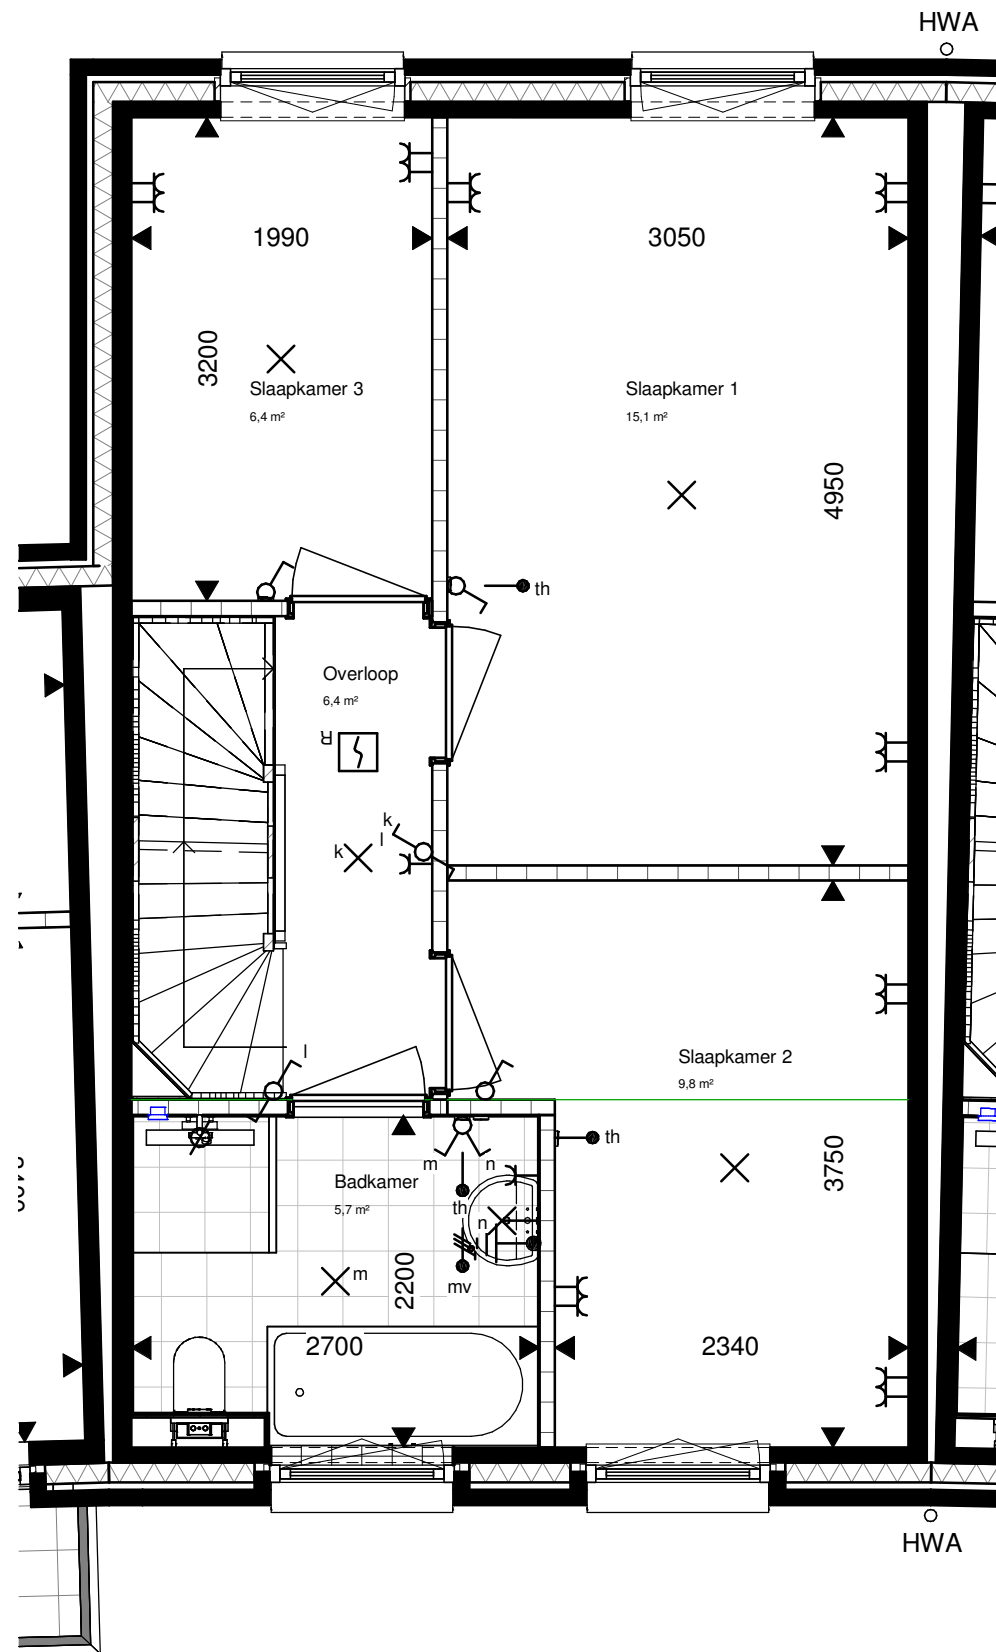 HWA
1990
3050
3200
Slaapkamer 3
6,4 m²
Slaapkamer 1
15,1 m²
4950
th
Overloop
6,4 m²
R
k
l
k
l
Slaapkamer 2
9,8 m²
th
m
n
Badkamer
5,7 m²
th
n
3750
m
mv
2200
2700
2340
HWA